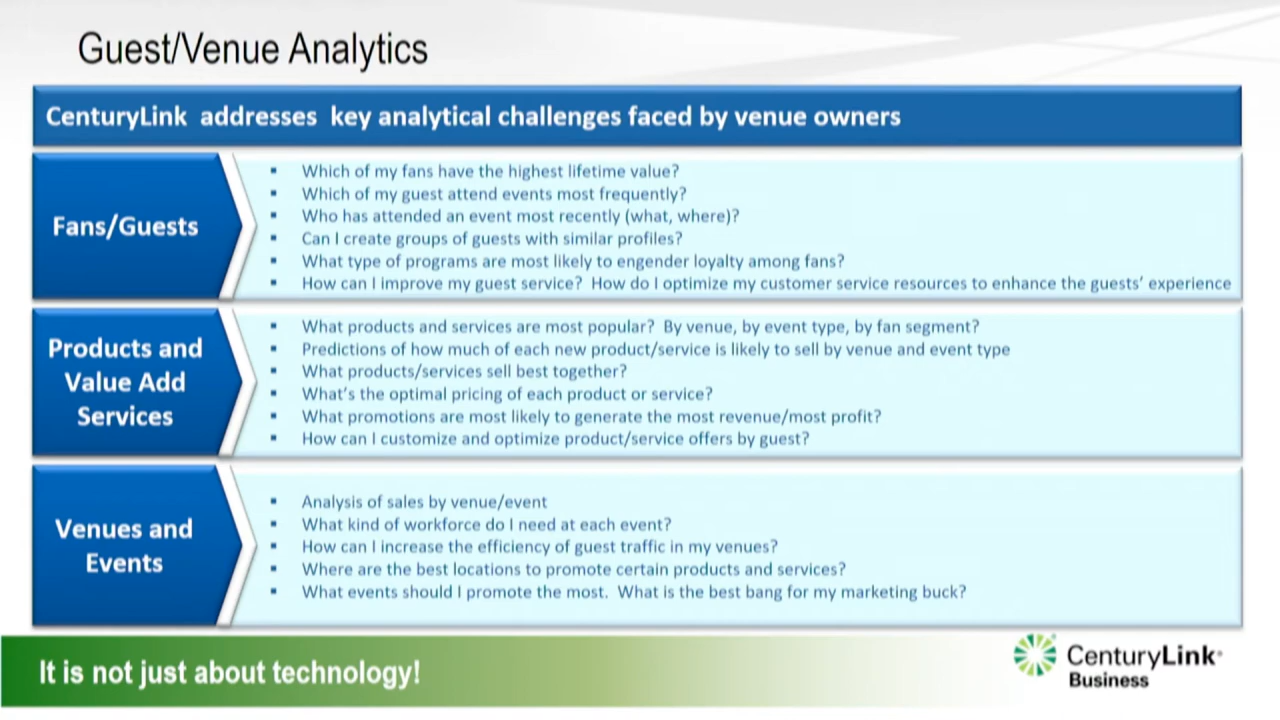 Guest/Venue Analytics
CenturyLink addresses key analytical challenges faced by venue owners
Fans/Guests
Which of my fans have the highest lifetime value?
Which of my guest attend events most frequently?
Who has attended an event most recently (what, where)?
Can I create groups of guests with similar profiles?
What type of programs are most likely to engender loyalty among fans?
How can I improve my guest service? How do I optimize my customer service resources to enhance the guests' experience
Products and
Value Add
Services
What products and services are most popular? By venue, by event type, by fan segment?
Predictions of how much of each new product/service is likely to sell by venue and event type
What products/services sell best together?
What's the optimal pricing of each product or service?
What promotions are most likely to generate the most revenue/most profit?
How can I customize and optimize product/service offers by guest?
Venues and
Events
Analysis of sales by venue/event
What kind of workforce do I need at each event?
How can I increase the efficiency of guest traffic in my venues?
Where are the best locations to promote certain products and services?
What events should I promote the most. What is the best bang for my marketing buck?
It is not just about technology!
CenturyLink
Business